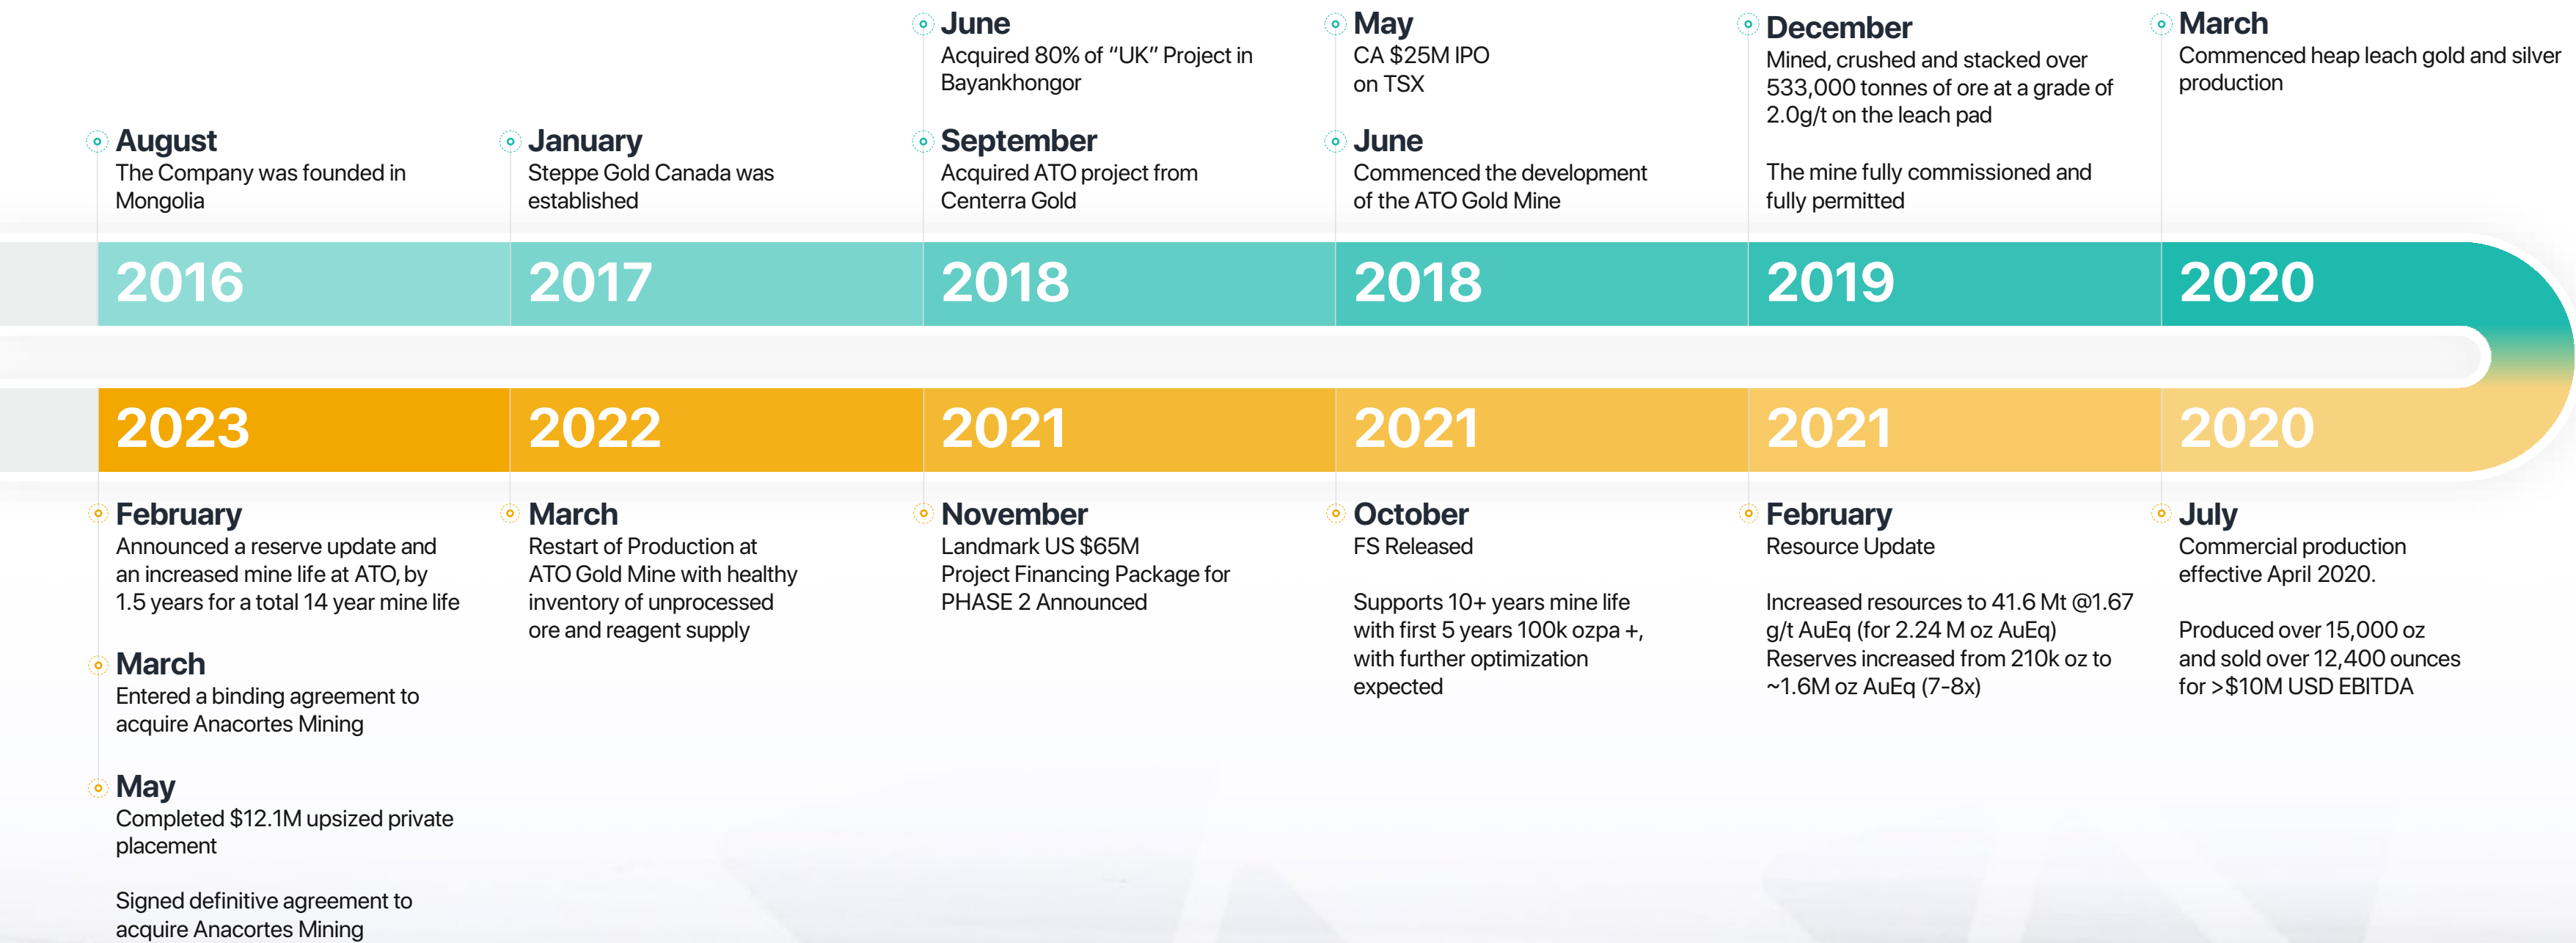 August
The Company was founded in
Mongolia
January
Steppe Gold Canada was
established
June
Acquired 80% of “UK” Project in
Bayankhongor
September
Acquired ATO project from
Centerra Gold
May
CA $25M IPO
on TSX
June
Commenced the development
of the ATO Gold Mine
December
Mined, crushed and stacked over
533,000 tonnes of ore at a grade of
2.0g/t on the leach pad
The mine fully commissioned and
fully permitted
March
Commenced heap leach gold and silver
production
2016
2017
2018
2018
2019
2020
2023
2022
2021
2021
2021
2020
February
Announced a reserve update and
an increased mine life at ATO, by
1.5 years for a total 14 year mine life
March
Entered a binding agreement to
acquire Anacortes Mining
May
Completed $12.1M upsized private
placement
Signed definitive agreement to
acquire Anacortes Mining
March
Restart of Production at
ATO Gold Mine with healthy
inventory of unprocessed
ore and reagent supply
November
Landmark US $65M
Project Financing Package for
PHASE 2 Announced
October
FS Released
Supports 10+ years mine life
with first 5 years 100k ozpa +,
with further optimization
expected
February
Resource Update
Increased resources to 41.6 Mt @1.67
g/t AuEq (for 2.24 M oz AuEq)
Reserves increased from 210k oz to
~1.6M oz AuEq (7-8x)
July
Commercial production
effective April 2020.
Produced over 15,000 oz
and sold over 12,400 ounces
for >$10M USD EBITDA